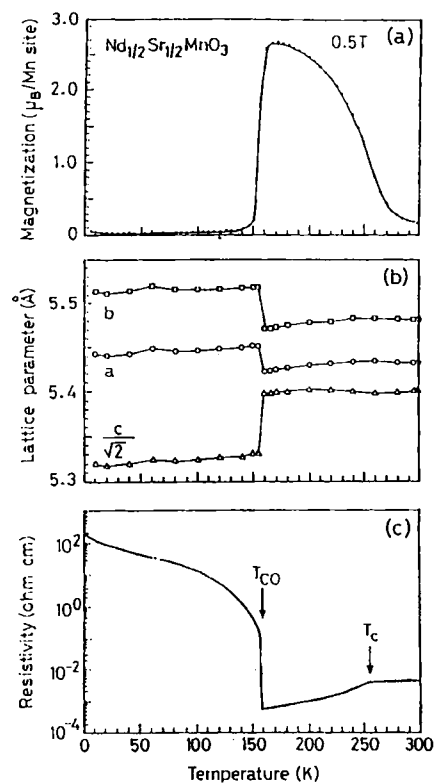 3.0
2.0
1.0
0
Magnetization (μB/Mn site)
Nd1/2Sr1/2MnO3
0.5T
(a)
5.5
5.4
5.3
Lattice parameter (Å)
(b)
b
a
c
√2
10²
10⁰
10⁻²
10⁻⁴
Resistivity (ohm cm)
(c)
TCO
Tc
0 50 100 150 200 250 300
Temperature (K)